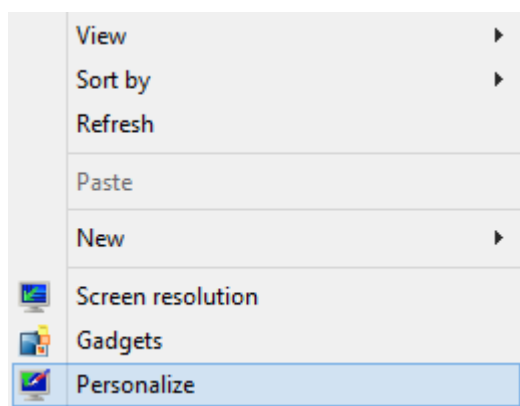 View
Sort by
Refresh
Paste
New
Screen resolution
Gadgets
Personalize